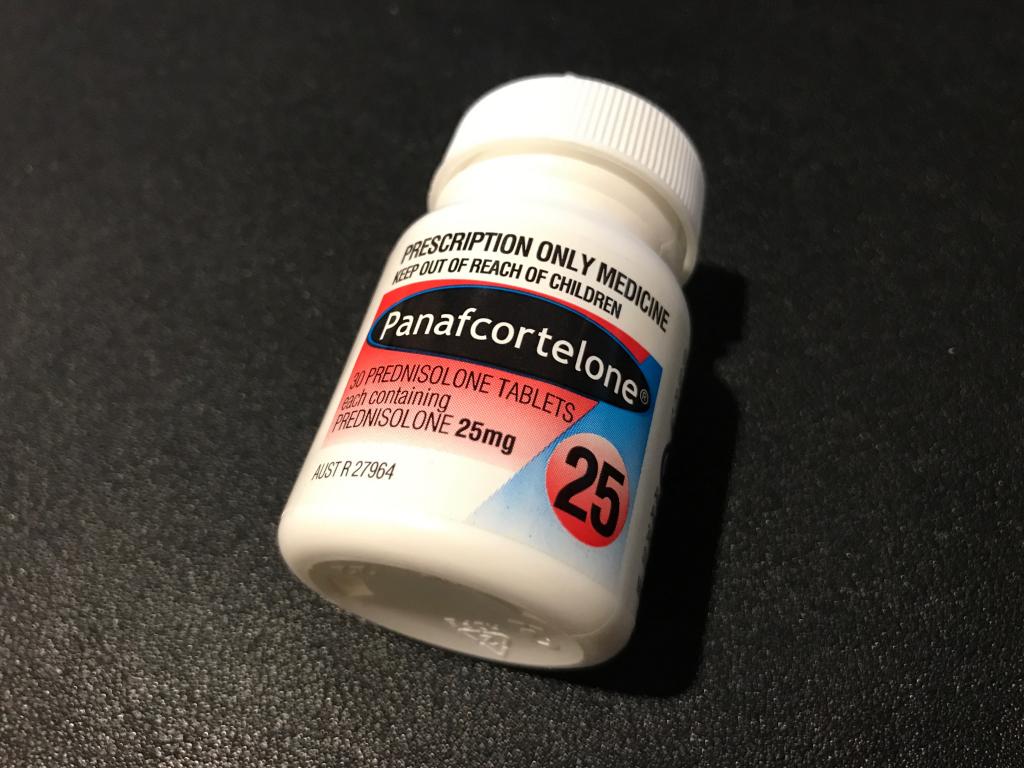 PRESCRIPTION ONLY MEDICINE
KEEP OUT OF REACH OF CHILDREN
Panafcortelone®
30 PREDNISOLONE TABLETS
each containing
PREDNISOLONE 25mg
25
AUST R 27964